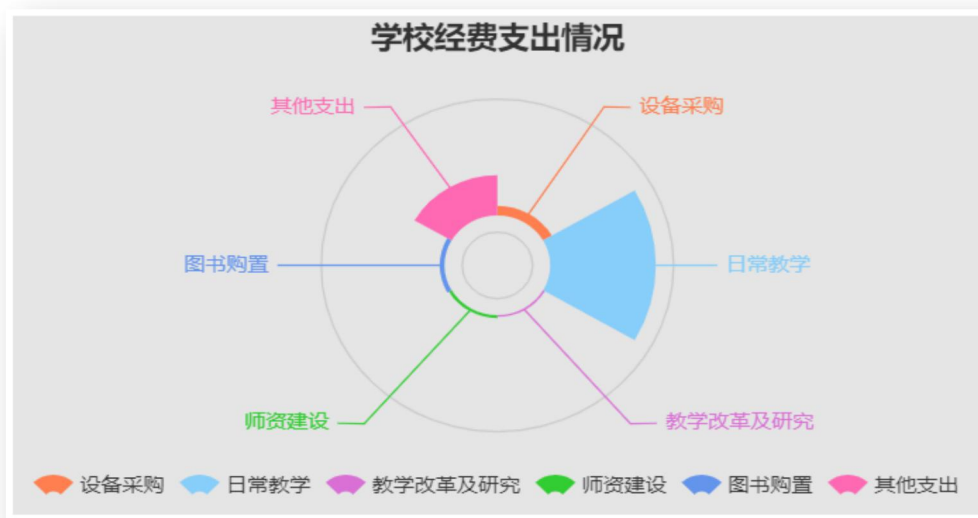 学校经费支出情况
其他支出 设备采购
图书购置 日常教学
师资建设 教学改革及研究
设备采购 日常教学 教学改革及研究 师资建设 图书购置 其他支出